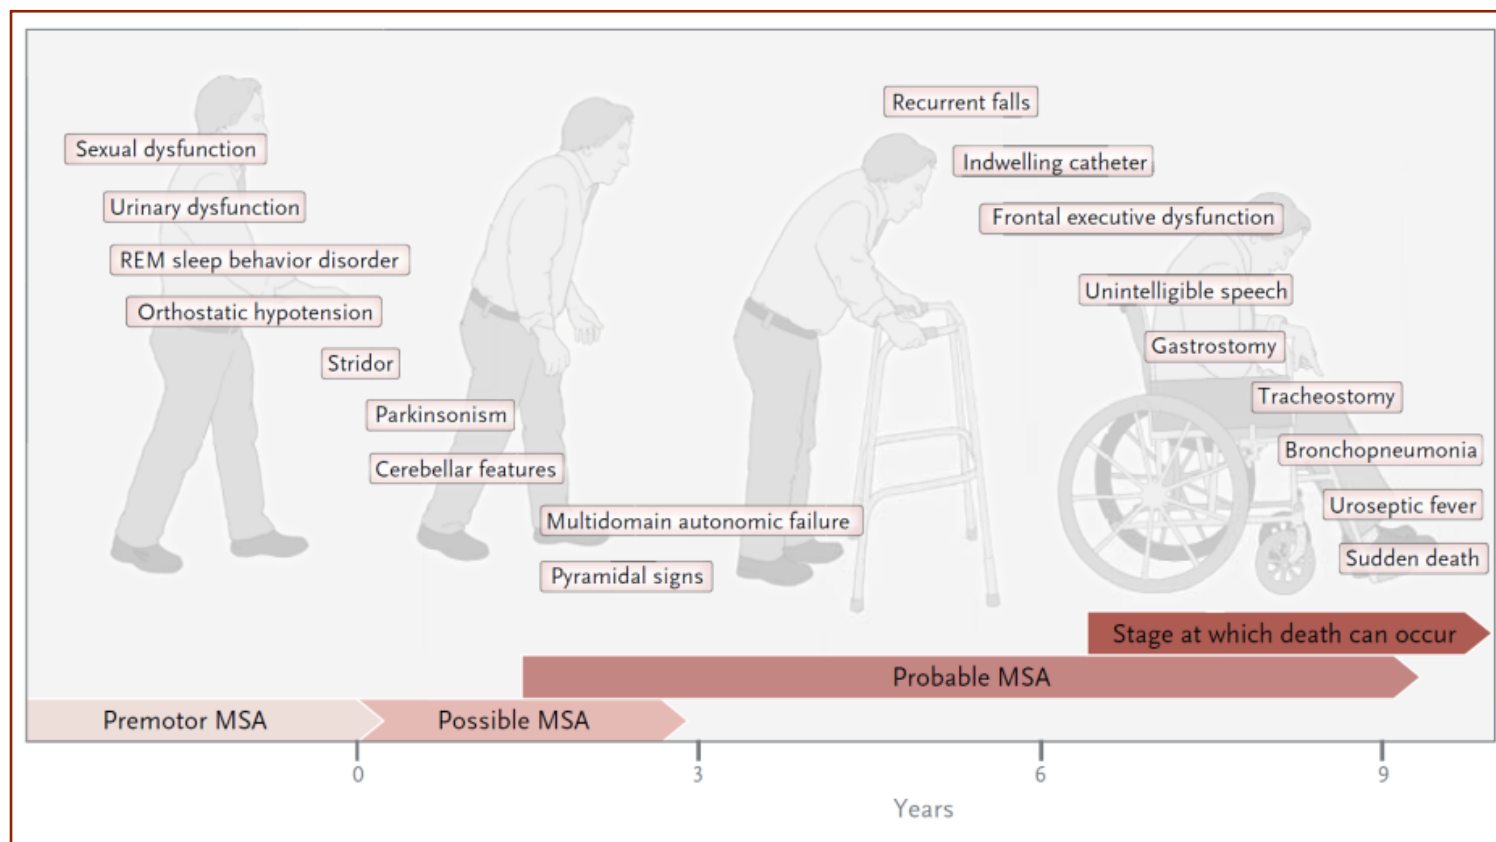 Recurrent falls
Sexual dysfunction
Indwelling catheter
Urinary dysfunction
Frontal executive dysfunction
REM sleep behavior disorder
Unintelligible speech
Orthostatic hypotension
Gastrostomy
Stridor
Tracheostomy
Parkinsonism
Bronchopneumonia
Cerebellar features
Uroseptic fever
Multidomain autonomic failure
Sudden death
Pyramidal signs
Stage at which death can occur
Probable MSA
Premotor MSA
Possible MSA
0
3
6
9
Years